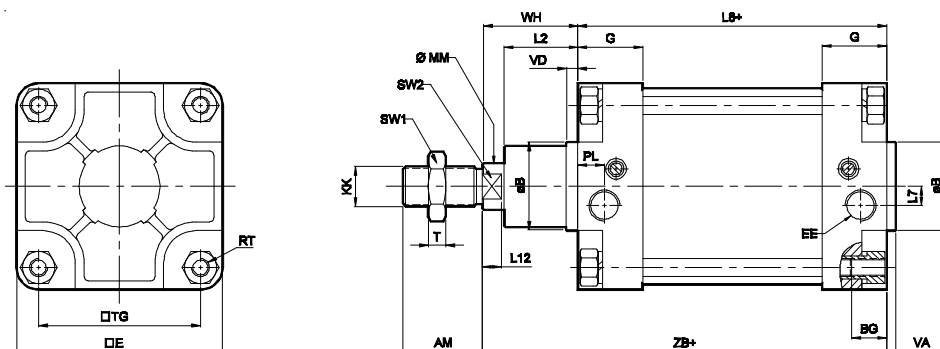 WH
L8+
L2
G
G
VD
Ø MM
SW2
SW1
PL
KK
øB
L7
øB
EE
T
RT
L12
□TG
BG
□E
AM
ZB+
VA